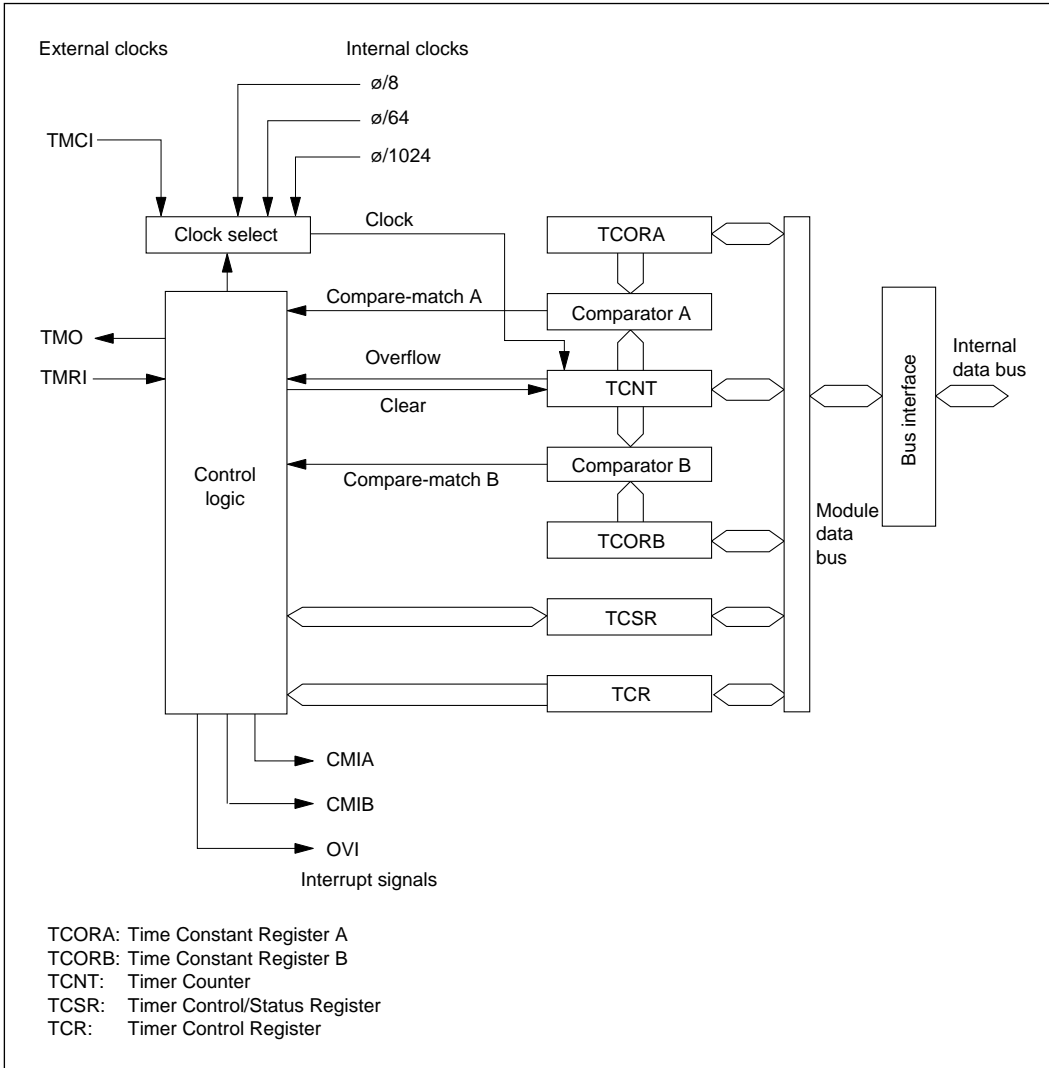 External clocks
Internal clocks
ø/8
ø/64
ø/1024
TMCI
Clock select
Clock
TCORA
Compare-match A
Comparator A
TMO
TMRI
Overflow
TCNT
Clear
Internal
data bus
Bus interface
Control
logic
Compare-match B
Comparator B
TCORB
Module
data
bus
TCSR
TCR
CMIA
CMIB
OVI
Interrupt signals
TCORA: Time Constant Register A
TCORB: Time Constant Register B
TCNT: Timer Counter
TCSR: Timer Control/Status Register
TCR: Timer Control Register